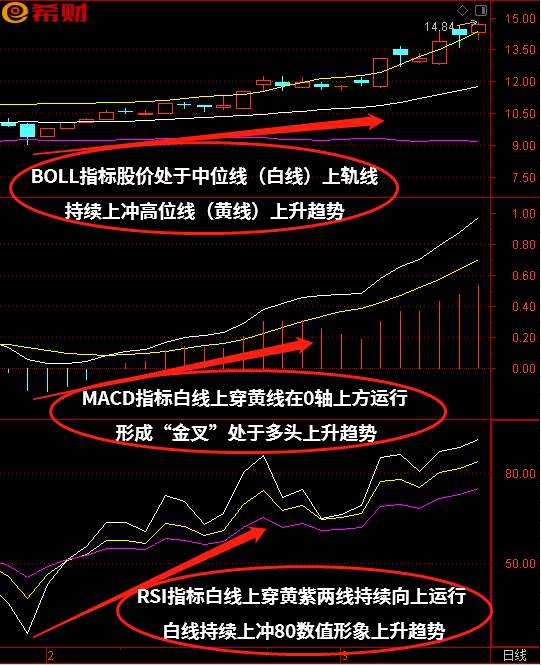 希财
14.84
15.00
13.50
12.00
10.50
9.00
7.50
BOLL指标股价处于中位线（白线）上轨线
持续上冲高位线（黄线）上升趋势
1.00
0.80
0.60
0.40
0.20
0.00
MACD指标白线上穿黄线在0轴上方运行
形成“金叉”处于多头上升趋势
80.00
50.00
RSI指标白线上穿黄紫两线持续向上运行
白线持续上冲80数值形象上升趋势
2
3
日线